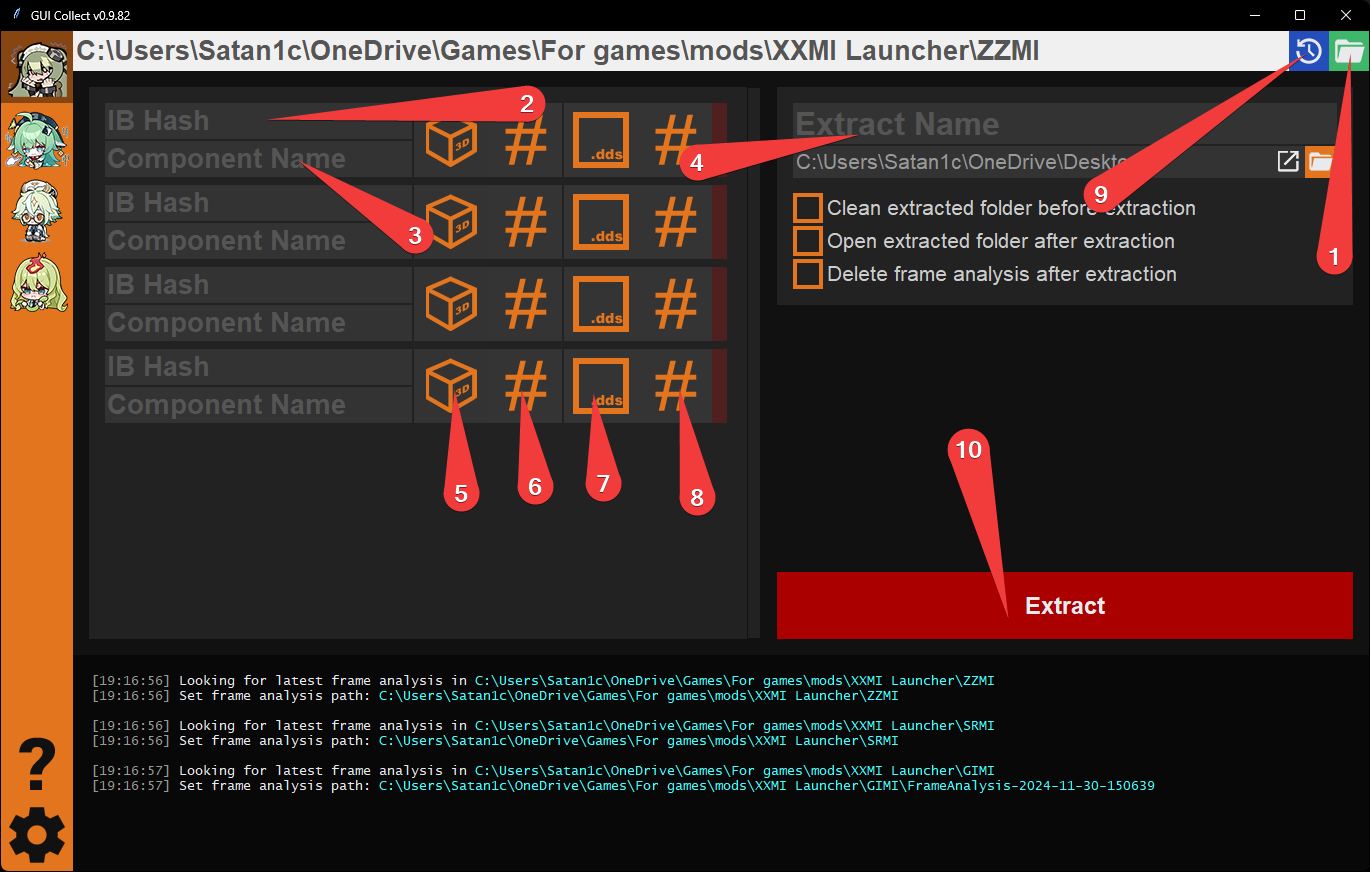 GUI Collect v0.9.82
C:\Users\Satan1c\OneDrive\Games\For games\mods\XXMI Launcher\ZZMI
IB Hash
Component Name
3D
#
.dds
#
IB Hash
Component Name
3D
#
.dds
#
IB Hash
Component Name
3D
#
.dds
#
IB Hash
Component Name
3D
#
.dds
#
2
3
4
5
6
7
8
Extract Name
C:\Users\Satan1c\OneDrive\Deskto
9
1
Clean extracted folder before extraction
Open extracted folder after extraction
Delete frame analysis after extraction
10
Extract
?
[19:16:56] Looking for latest frame analysis in C:\Users\Satan1c\OneDrive\Games\For games\mods\XXMI Launcher\ZZMI
[19:16:56] Set frame analysis path: C:\Users\Satan1c\OneDrive\Games\For games\mods\XXMI Launcher\ZZMI
[19:16:56] Looking for latest frame analysis in C:\Users\Satan1c\OneDrive\Games\For games\mods\XXMI Launcher\SRMI
[19:16:56] Set frame analysis path: C:\Users\Satan1c\OneDrive\Games\For games\mods\XXMI Launcher\SRMI
[19:16:57] Looking for latest frame analysis in C:\Users\Satan1c\OneDrive\Games\For games\mods\XXMI Launcher\GIMI
[19:16:57] Set frame analysis path: C:\Users\Satan1c\OneDrive\Games\For games\mods\XXMI Launcher\GIMI\FrameAnalysis-2024-11-30-150639